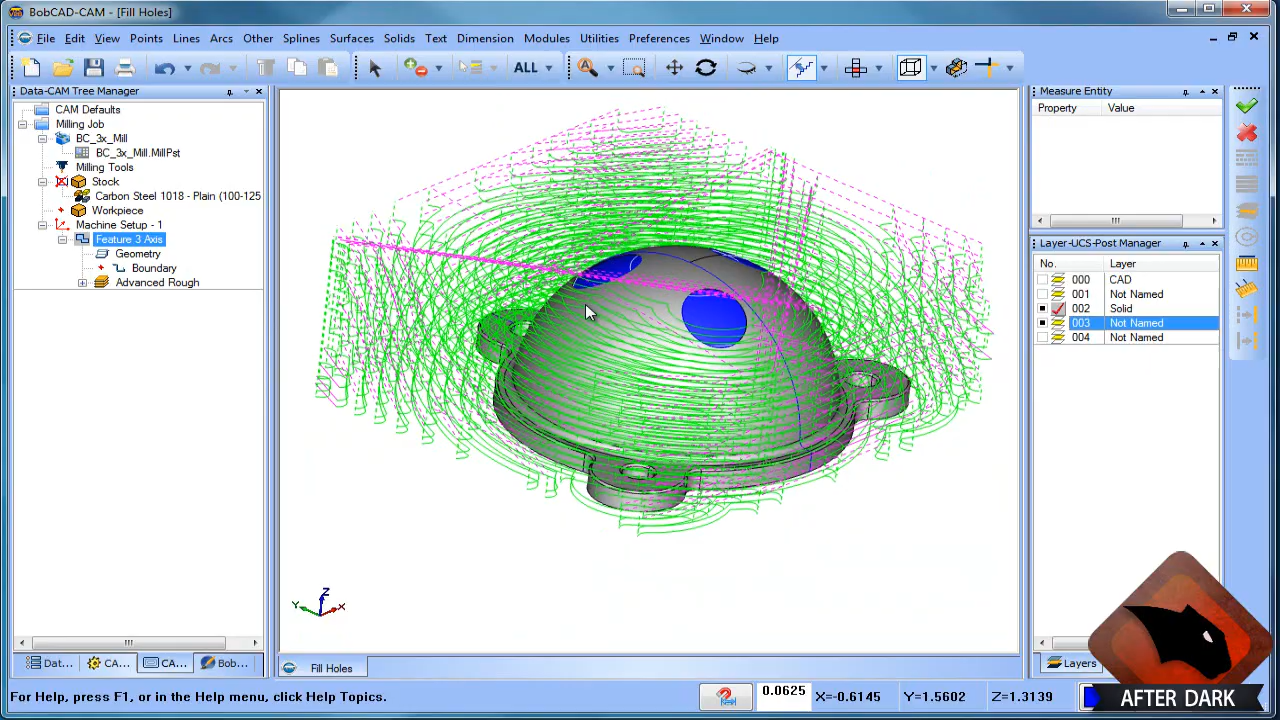 BobCAD-CAM - [Fill Holes]
File Edit View Points Lines Arcs Other Splines Surfaces Solids Text Dimension Modules Utilities Preferences Window Help
ALL
Data-CAM Tree Manager
CAM Defaults
Milling Job
BC_3x_Mill
BC_3x_Mill.MillPst
Milling Tools
Stock
Carbon Steel 1018 - Plain (100-125
Workpiece
Machine Setup - 1
Feature 3 Axis
Geometry
Boundary
Advanced Rough
Dat... CA... CA... Bob...
Z
Y X
Fill Holes
Measure Entity
Property Value
Layer-UCS-Post Manager
No. Layer
000 CAD
001 Not Named
002 Solid
003 Not Named
004 Not Named
Layers
For Help, press F1, or in the Help menu, click Help Topics.
0.0625 X=-0.6145 Y=1.5602 Z=1.3139
AFTER DARK